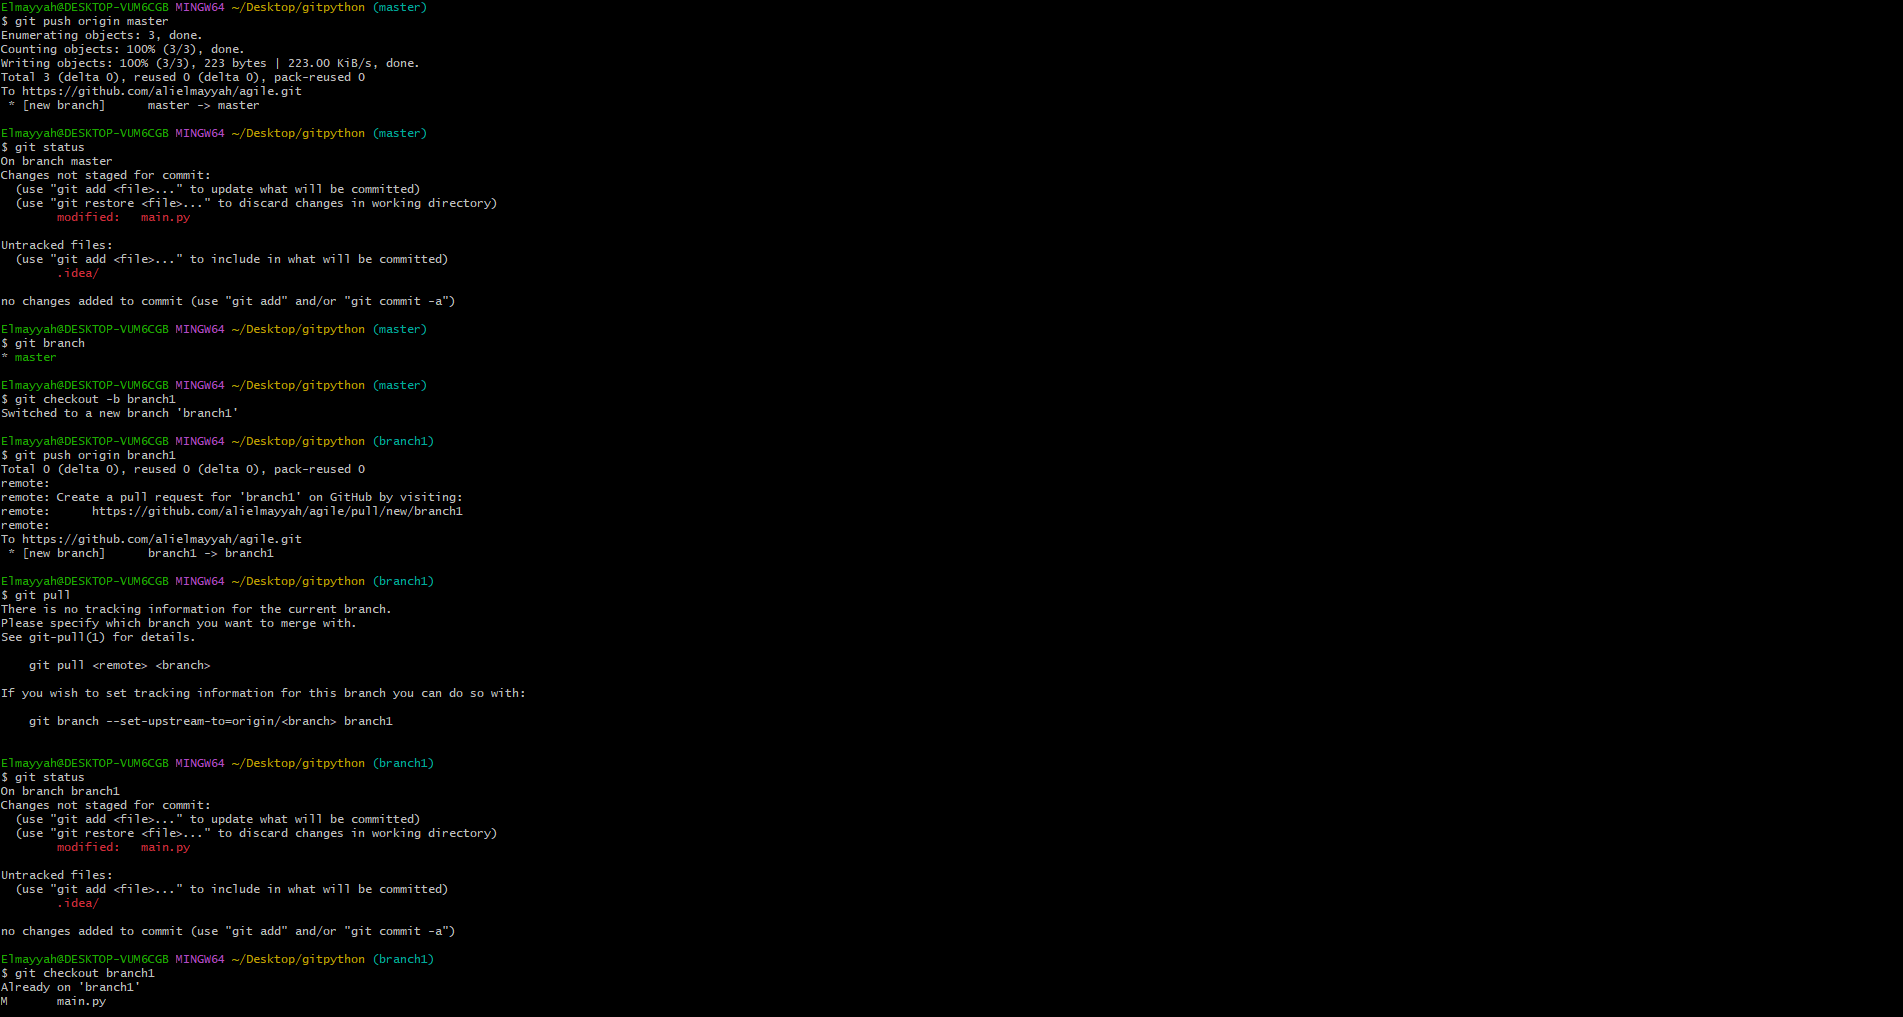 Elmayyah@DESKTOP-VUM6CGB MINGW64 ~/Desktop/gitpython (master)
$ git push origin master
Enumerating objects: 3, done.
Counting objects: 100% (3/3), done.
Writing objects: 100% (3/3), 223 bytes | 223.00 KiB/s, done.
Total 3 (delta 0), reused 0 (delta 0), pack-reused 0
To https://github.com/alielmayyah/agile.git
 * [new branch]      master -> master
Elmayyah@DESKTOP-VUM6CGB MINGW64 ~/Desktop/gitpython (master)
$ git status
On branch master
Changes not staged for commit:
  (use "git add <file>..." to update what will be committed)
  (use "git restore <file>..." to discard changes in working directory)
        modified:   main.py
Untracked files:
  (use "git add <file>..." to include in what will be committed)
        .idea/
no changes added to commit (use "git add" and/or "git commit -a")
Elmayyah@DESKTOP-VUM6CGB MINGW64 ~/Desktop/gitpython (master)
$ git branch
* master
Elmayyah@DESKTOP-VUM6CGB MINGW64 ~/Desktop/gitpython (master)
$ git checkout -b branch1
Switched to a new branch 'branch1'
Elmayyah@DESKTOP-VUM6CGB MINGW64 ~/Desktop/gitpython (branch1)
$ git push origin branch1
Total 0 (delta 0), reused 0 (delta 0), pack-reused 0
remote:
remote: Create a pull request for 'branch1' on GitHub by visiting:
remote:      https://github.com/alielmayyah/agile/pull/new/branch1
remote:
To https://github.com/alielmayyah/agile.git
 * [new branch]      branch1 -> branch1
Elmayyah@DESKTOP-VUM6CGB MINGW64 ~/Desktop/gitpython (branch1)
$ git pull
There is no tracking information for the current branch.
Please specify which branch you want to merge with.
See git-pull(1) for details.
    git pull <remote> <branch>
If you wish to set tracking information for this branch you can do so with:
    git branch --set-upstream-to=origin/<branch> branch1
Elmayyah@DESKTOP-VUM6CGB MINGW64 ~/Desktop/gitpython (branch1)
$ git status
On branch branch1
Changes not staged for commit:
  (use "git add <file>..." to update what will be committed)
  (use "git restore <file>..." to discard changes in working directory)
        modified:   main.py
Untracked files:
  (use "git add <file>..." to include in what will be committed)
        .idea/
no changes added to commit (use "git add" and/or "git commit -a")
Elmayyah@DESKTOP-VUM6CGB MINGW64 ~/Desktop/gitpython (branch1)
$ git checkout branch1
Already on 'branch1'
M       main.py